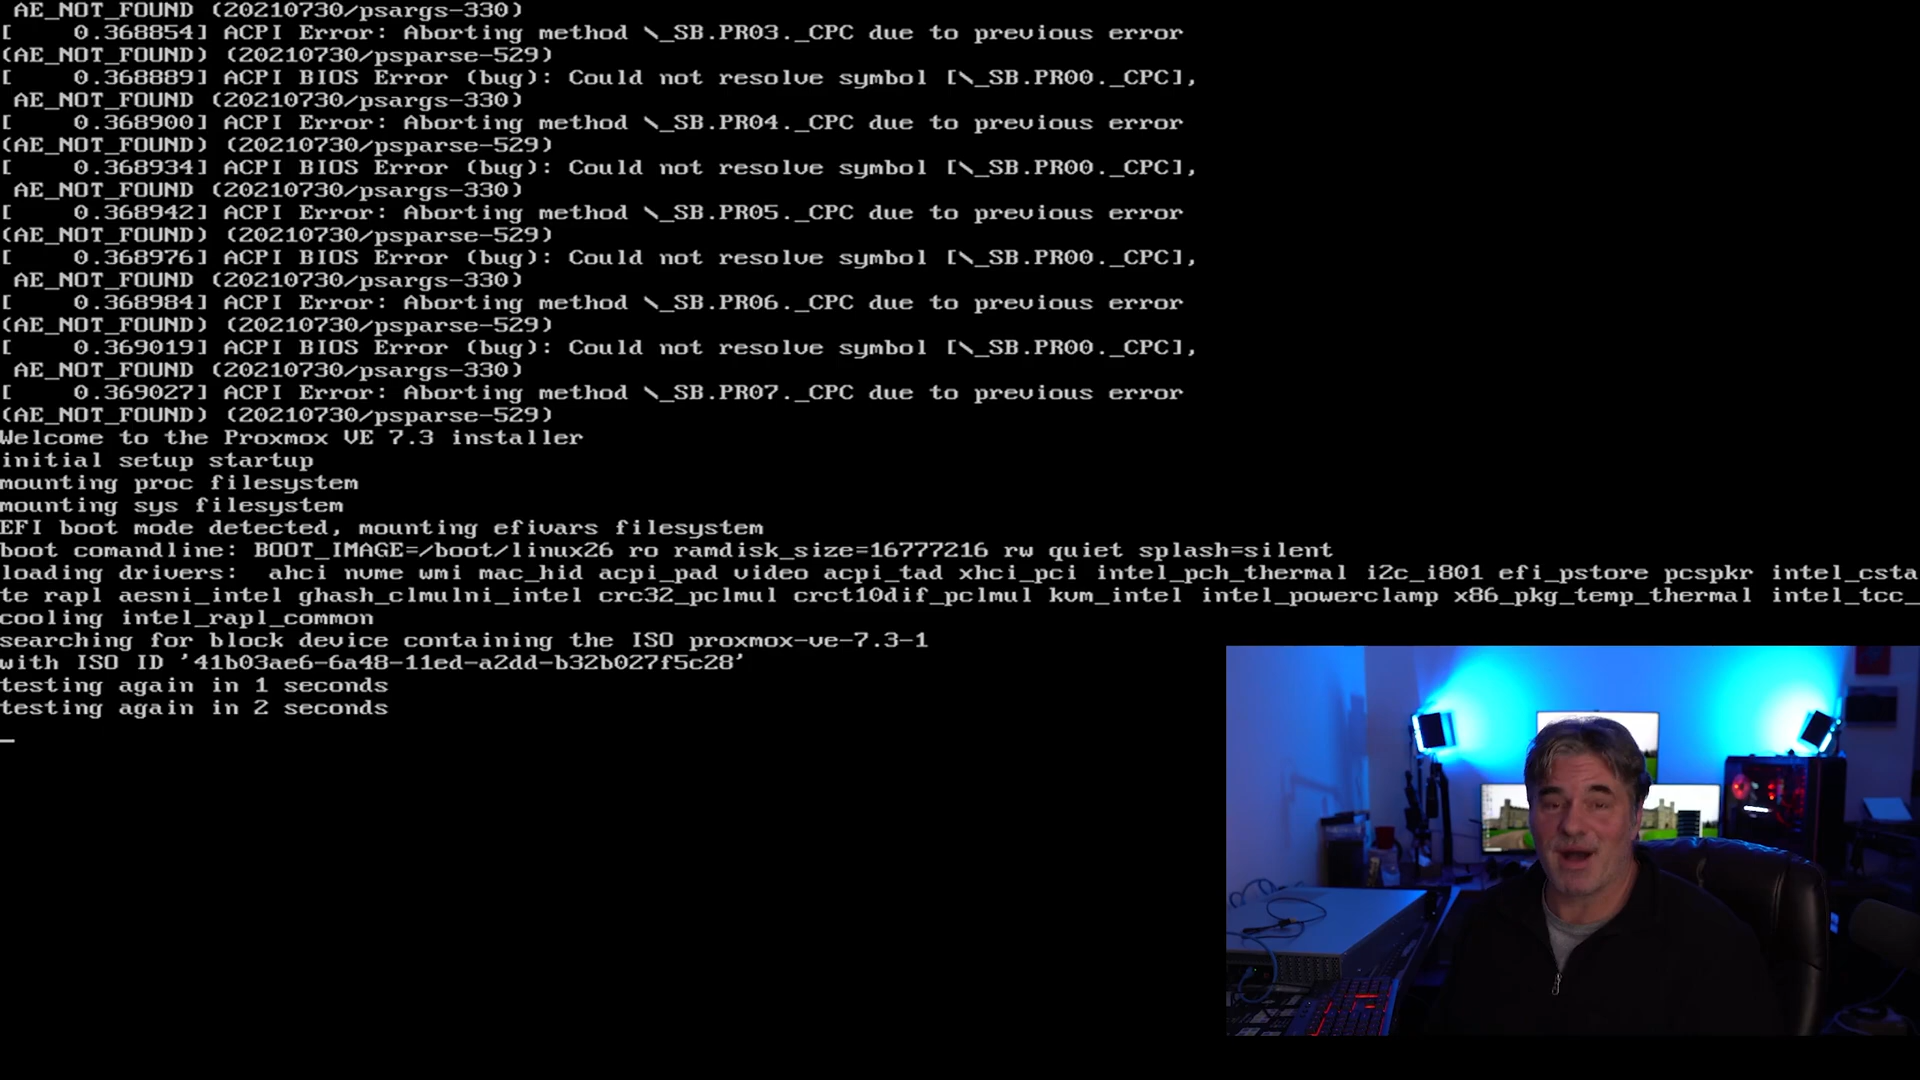 AE_NOT_FOUND (20210730/psargs-330)
[    0.368854] ACPI Error: Aborting method \_SB.PR03._CPC due to previous error
(AE_NOT_FOUND) (20210730/psparse-529)
[    0.368889] ACPI BIOS Error (bug): Could not resolve symbol [\_SB.PR00._CPC],
AE_NOT_FOUND (20210730/psargs-330)
[    0.368900] ACPI Error: Aborting method \_SB.PR04._CPC due to previous error
(AE_NOT_FOUND) (20210730/psparse-529)
[    0.368934] ACPI BIOS Error (bug): Could not resolve symbol [\_SB.PR00._CPC],
AE_NOT_FOUND (20210730/psargs-330)
[    0.368942] ACPI Error: Aborting method \_SB.PR05._CPC due to previous error
(AE_NOT_FOUND) (20210730/psparse-529)
[    0.368976] ACPI BIOS Error (bug): Could not resolve symbol [\_SB.PR00._CPC],
AE_NOT_FOUND (20210730/psargs-330)
[    0.368984] ACPI Error: Aborting method \_SB.PR06._CPC due to previous error
(AE_NOT_FOUND) (20210730/psparse-529)
[    0.369019] ACPI BIOS Error (bug): Could not resolve symbol [\_SB.PR00._CPC],
AE_NOT_FOUND (20210730/psargs-330)
[    0.369027] ACPI Error: Aborting method \_SB.PR07._CPC due to previous error
(AE_NOT_FOUND) (20210730/psparse-529)
Welcome to the Proxmox VE 7.3 installer
initial setup startup
mounting proc filesystem
mounting sys filesystem
EFI boot mode detected, mounting efivars filesystem
boot comandline: BOOT_IMAGE=/boot/linux26 ro ramdisk_size=16777216 rw quiet splash=silent
loading drivers:  ahci nvme wmi mac_hid acpi_pad video acpi_tad xhci_pci intel_pch_thermal i2c_i801 efi_pstore pcspkr intel_csta
te rapl aesni_intel ghash_clmulni_intel crc32_pclmul crct10dif_pclmul kvm_intel intel_powerclamp x86_pkg_temp_thermal intel_tcc_
cooling intel_rapl_common
searching for block device containing the ISO proxmox-ve-7.3-1
with ISO ID '41b03ae6-6a48-11ed-a2dd-b32b027f5c28'
testing again in 1 seconds
testing again in 2 seconds